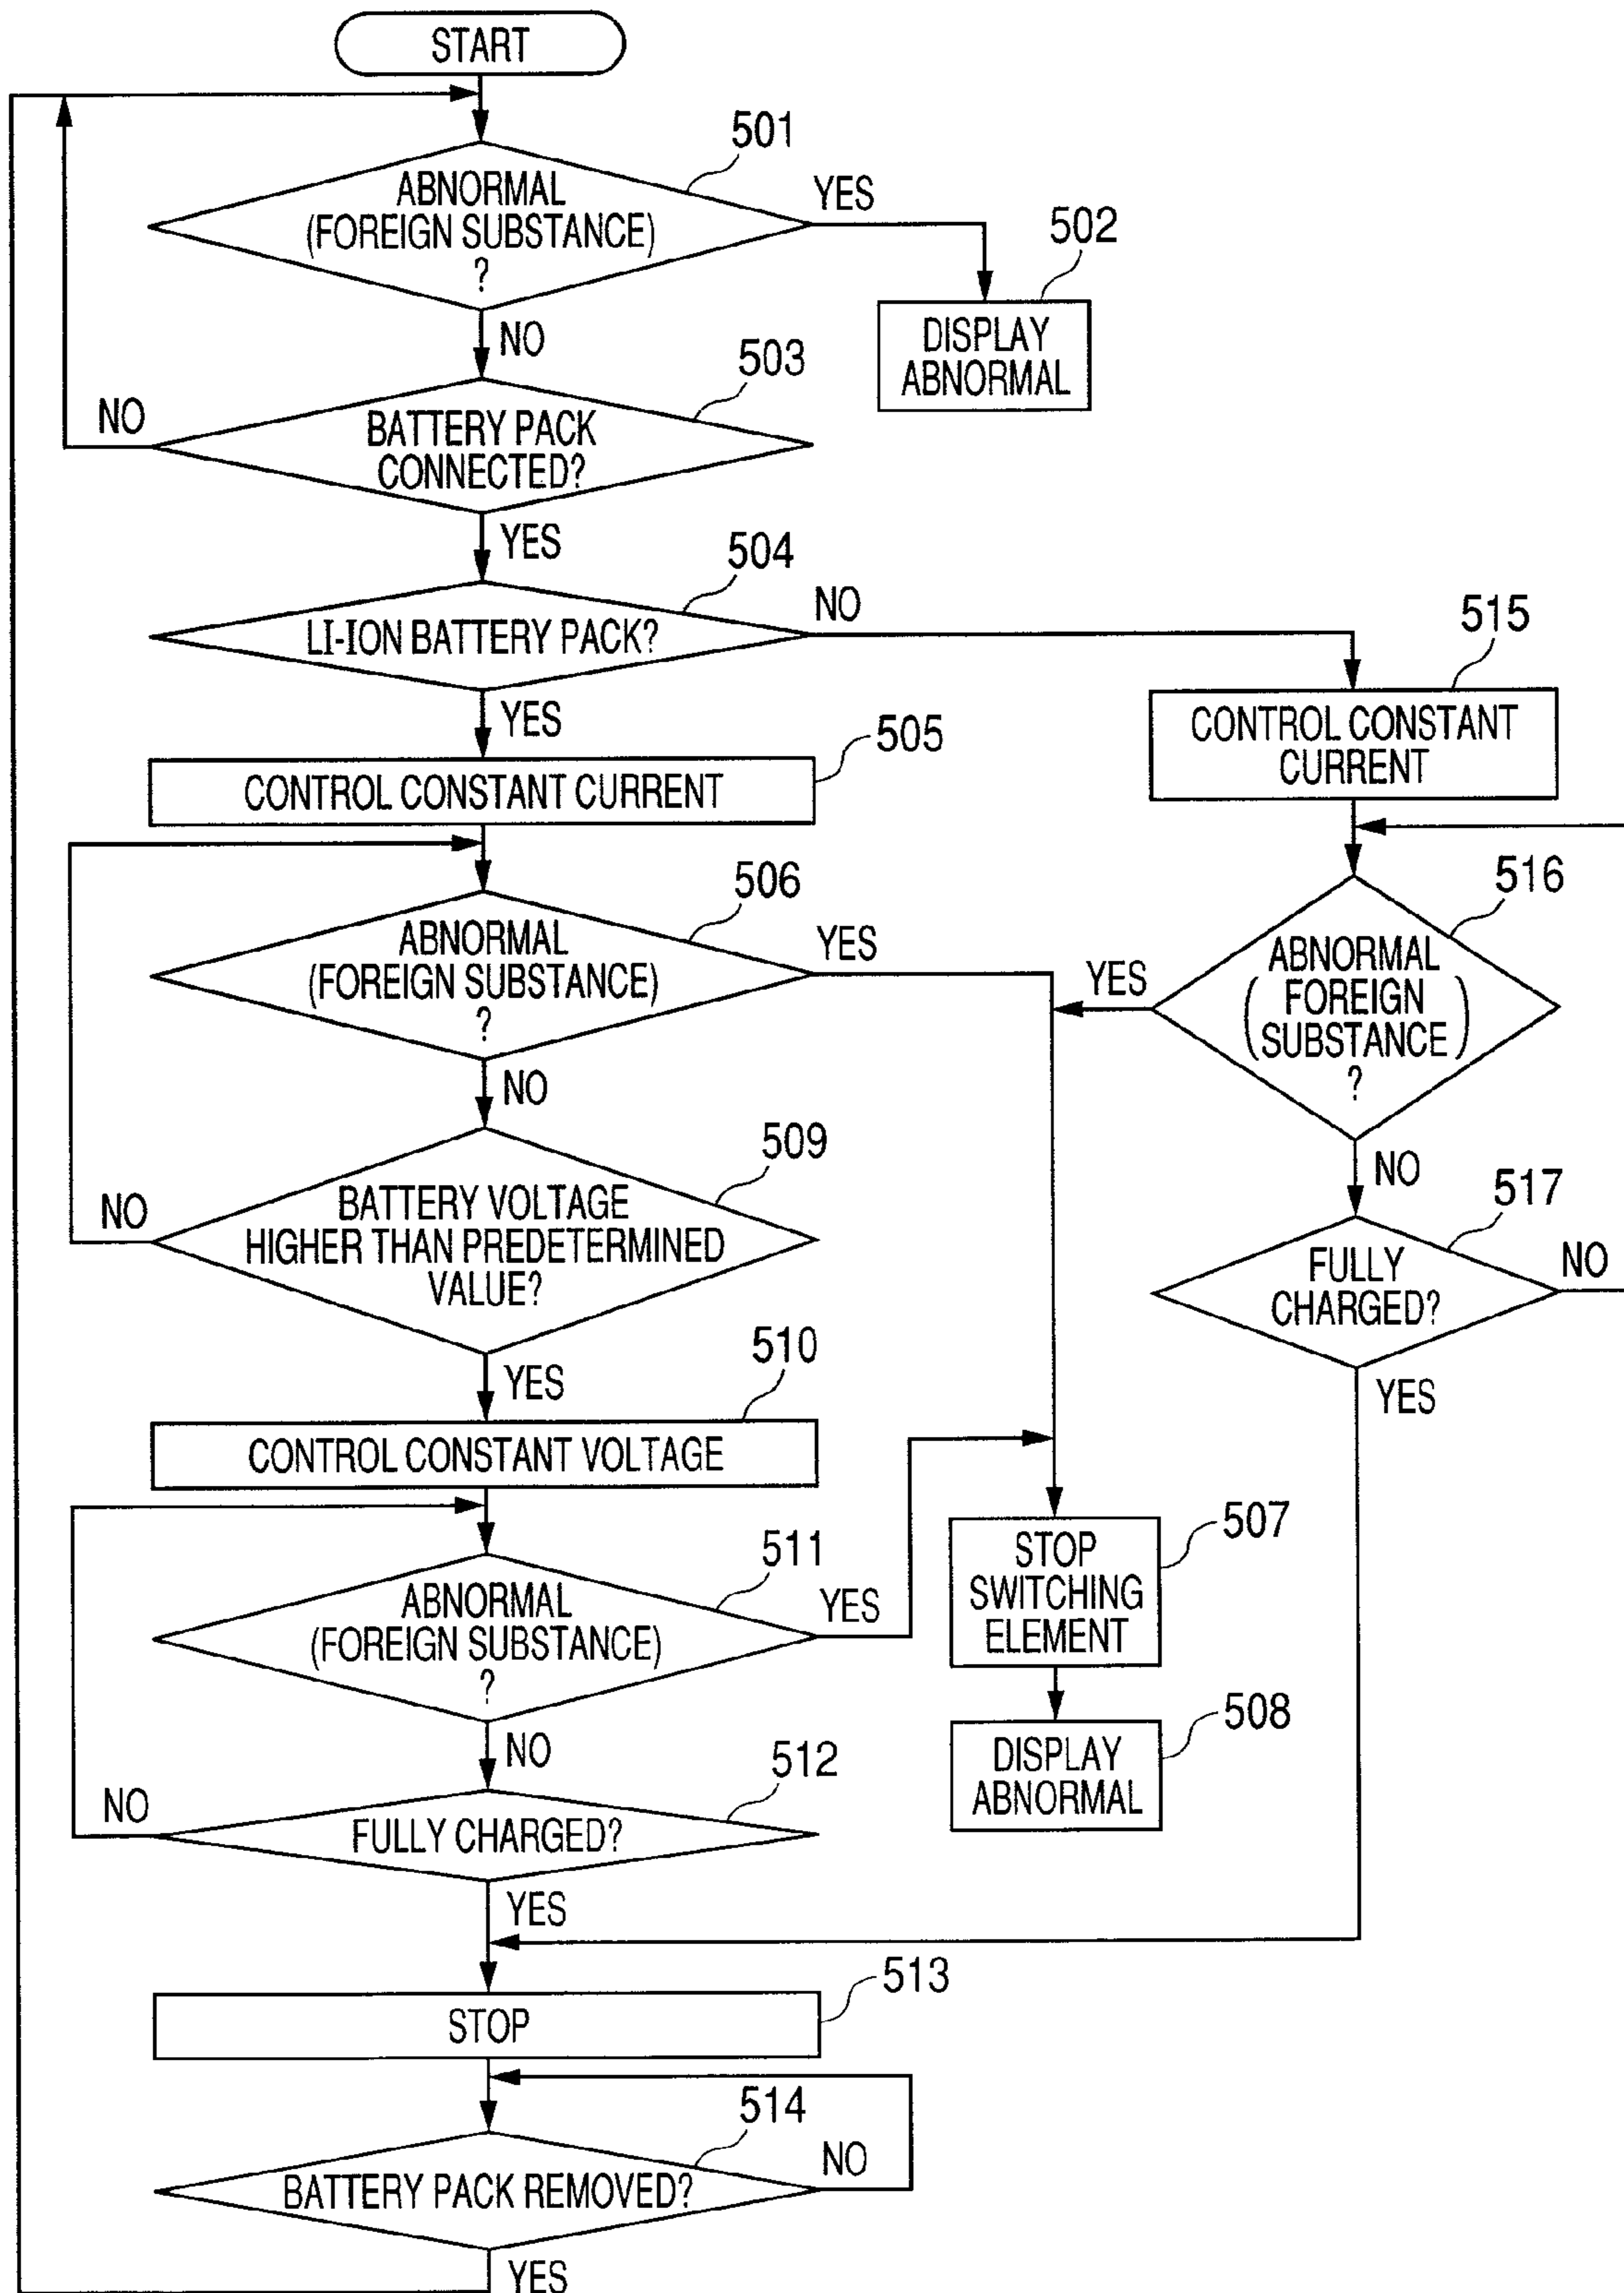 START
501
ABNORMAL
(FOREIGN SUBSTANCE)
?
YES
502
DISPLAY
ABNORMAL
NO
503
BATTERY PACK
CONNECTED?
NO
YES
504
LI-ION BATTERY PACK?
NO
515
CONTROL CONSTANT
CURRENT
YES
505
CONTROL CONSTANT CURRENT
506
ABNORMAL
(FOREIGN SUBSTANCE)
?
YES
516
ABNORMAL
(FOREIGN
SUBSTANCE)
?
YES
NO
NO
509
BATTERY VOLTAGE
HIGHER THAN PREDETERMINED
VALUE?
NO
517
FULLY
CHARGED?
NO
YES
YES
510
CONTROL CONSTANT VOLTAGE
511
ABNORMAL
(FOREIGN SUBSTANCE)
?
YES
507
STOP
SWITCHING
ELEMENT
508
DISPLAY
ABNORMAL
NO
512
FULLY CHARGED?
NO
YES
513
STOP
514
BATTERY PACK REMOVED?
NO
YES